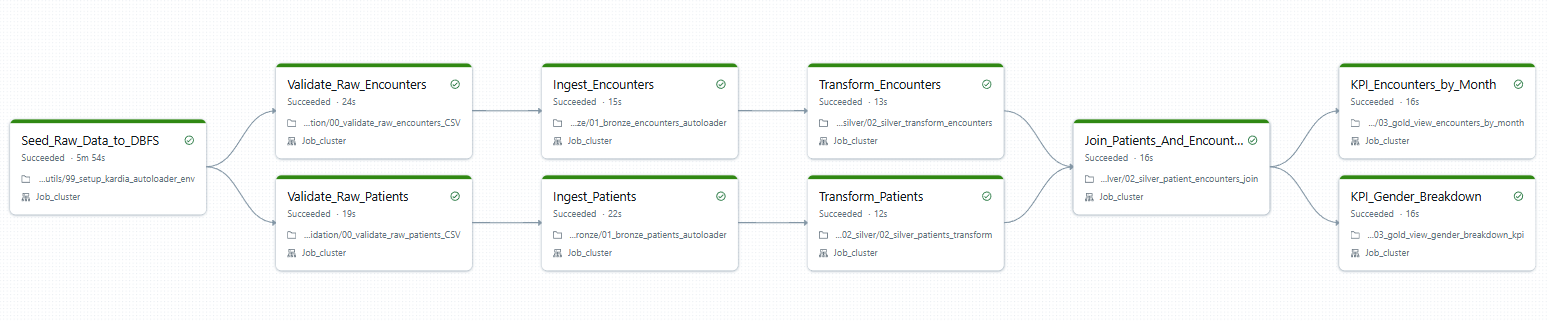 Seed_Raw_Data_to_DBFS
Succeeded · 5m 54s
...utils/99_setup_kardia_autoloader_env
Job_cluster
Validate_Raw_Encounters
Succeeded · 24s
...tion/00_validate_raw_encounters_CSV
Job_cluster
Validate_Raw_Patients
Succeeded · 19s
...idation/00_validate_raw_patients_CSV
Job_cluster
Ingest_Encounters
Succeeded · 15s
...ze/01_bronze_encounters_autoloader
Job_cluster
Ingest_Patients
Succeeded · 22s
...ronze/01_bronze_patients_autoloader
Job_cluster
Transform_Encounters
Succeeded · 13s
...silver/02_silver_transform_encounters
Job_cluster
Transform_Patients
Succeeded · 12s
...02_silver/02_silver_patients_transform
Job_cluster
Join_Patients_And_Encount...
Succeeded · 16s
...lver/02_silver_patient_encounters_join
Job_cluster
KPI_Encounters_by_Month
Succeeded · 16s
.../03_gold_view_encounters_by_month
Job_cluster
KPI_Gender_Breakdown
Succeeded · 16s
...03_gold_view_gender_breakdown_kpi
Job_cluster